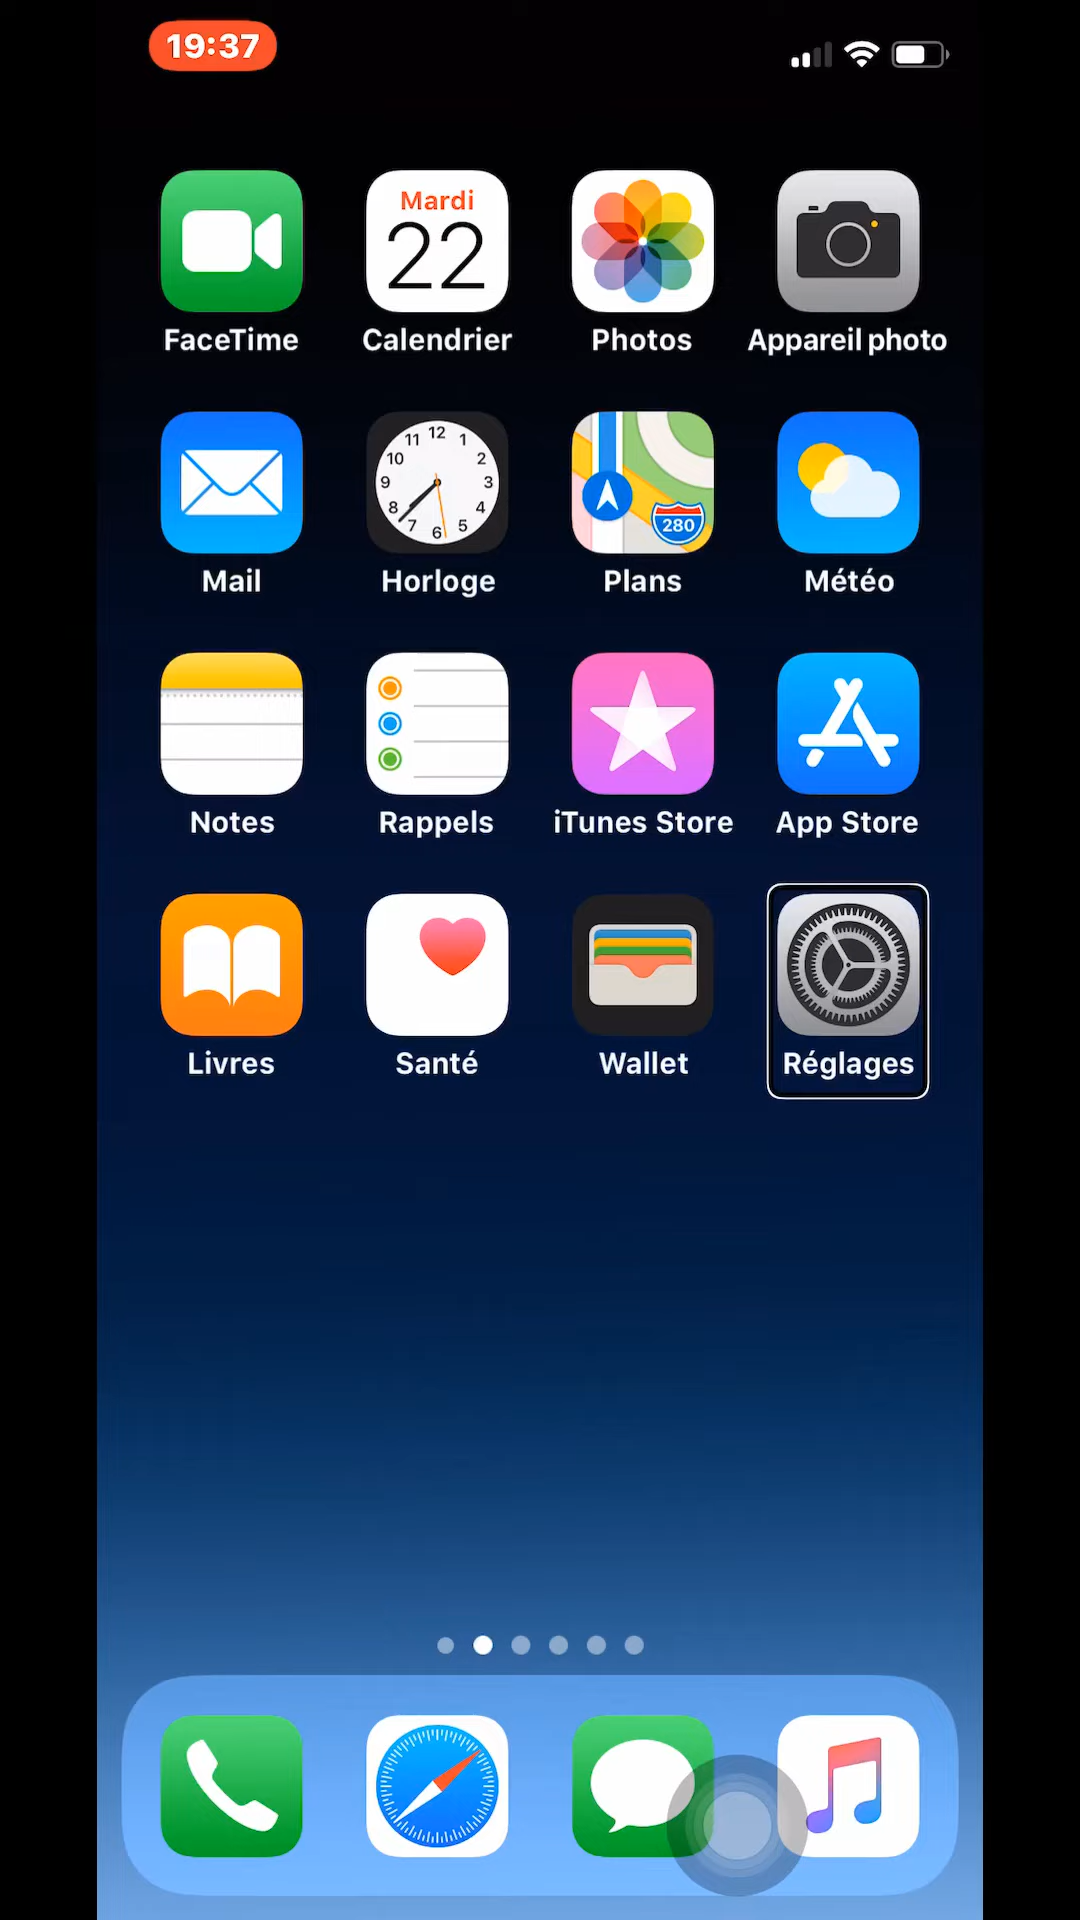 19:37
Mardi
22
FaceTime
Calendrier
Photos
Appareil photo
12
11
1
10
2
9
3
8
4
7
5
6
280
Mail
Horloge
Plans
Météo
Notes
Rappels
iTunes Store
App Store
Livres
Santé
Wallet
Réglages